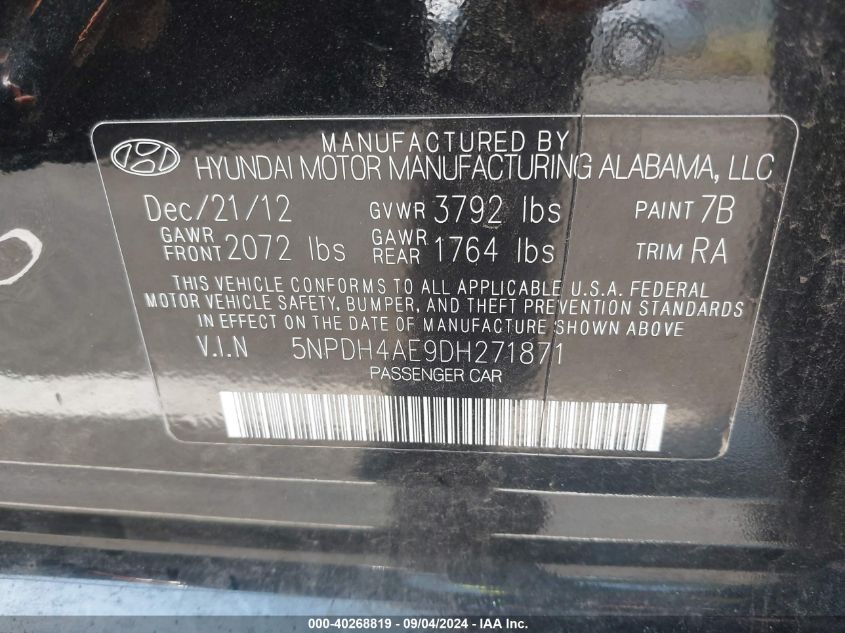 MANUFACTURED BY
HYUNDAI MOTOR MANUFACTURING ALABAMA, LLC
Dec/21/12 GVWR 3792 lbs PAINT 7B
GAWR FRONT 2072 lbs GAWR REAR 1764 lbs TRIM RA
THIS VEHICLE CONFORMS TO ALL APPLICABLE U.S.A. FEDERAL
MOTOR VEHICLE SAFETY, BUMPER, AND THEFT PREVENTION STANDARDS
IN EFFECT ON THE DATE OF MANUFACTURE SHOWN ABOVE
V.I.N 5NPDH4AE9DH271871
PASSENGER CAR
000-40268819 - 09/04/2024 - IAA Inc.